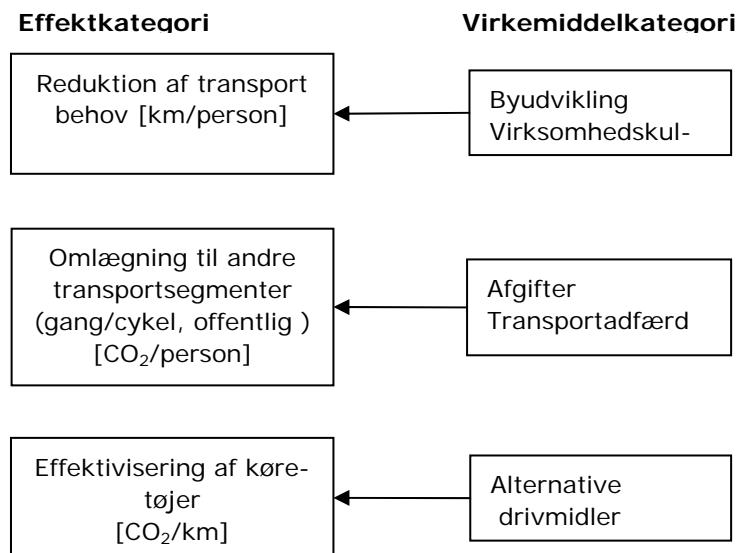 Effektkategori
Virkemiddelkategori
Reduktion af transport
behov [km/person]
Byudvikling
Virksomhedskul-
Omlægning til andre
transportsegmenter
(gang/cykel, offentlig )
[CO₂/person]
Afgifter
Transportadfærd
Effektivisering af køre-
tøjer
[CO₂/km]
Alternative
drivmidler